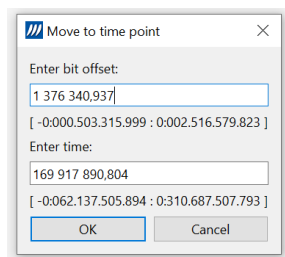 Move to time point
Enter bit offset:
1 376 340,937
[ -0:000.503.315.999 : 0:002.516.579.823 ]
Enter time:
169 917 890,804
[ -0:062.137.505.894 : 0:310.687.507.793 ]
OK Cancel